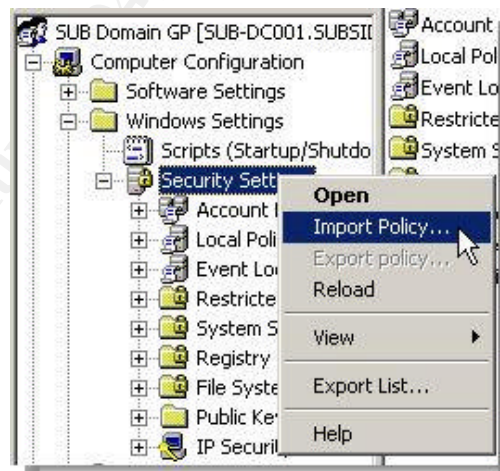 SUB Domain GP [SUB-DC001.SUBSI
Computer Configuration
Software Settings
Windows Settings
Scripts (Startup/Shutdo
Security Sett
Account
Local Poli
Event Lo
Restricte
System S
Registry
File Syste
Public Ke
IP Securi
Open
Import Policy...
Export policy...
Reload
View
Export List...
Help
Account
Local Pol
Event Lo
Restricte
System S